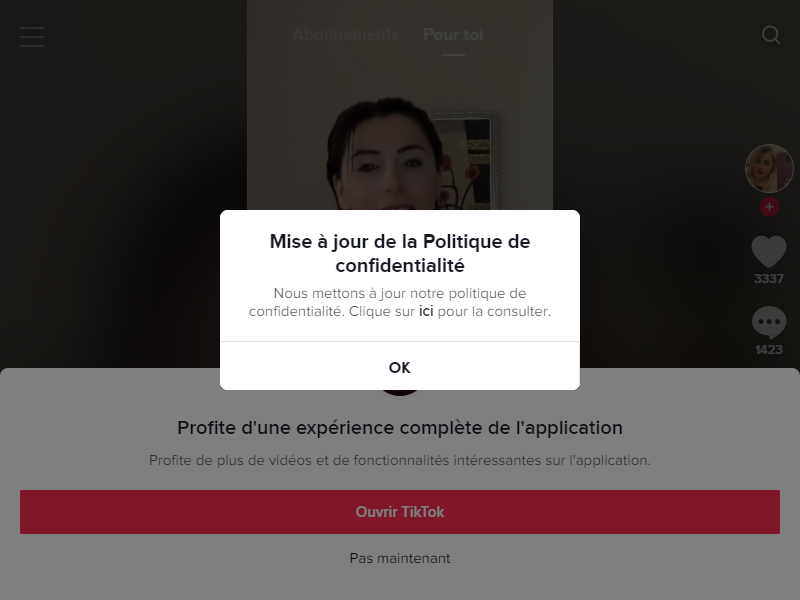 Abonnements Pour toi
Mise à jour de la Politique de
confidentialité
Nous mettons à jour notre politique de
confidentialité. Clique sur ici pour la consulter.
OK
3337
1423
Profite d'une expérience complète de l'application
Profite de plus de vidéos et de fonctionnalités intéressantes sur l'application.
Ouvrir TikTok
Pas maintenant